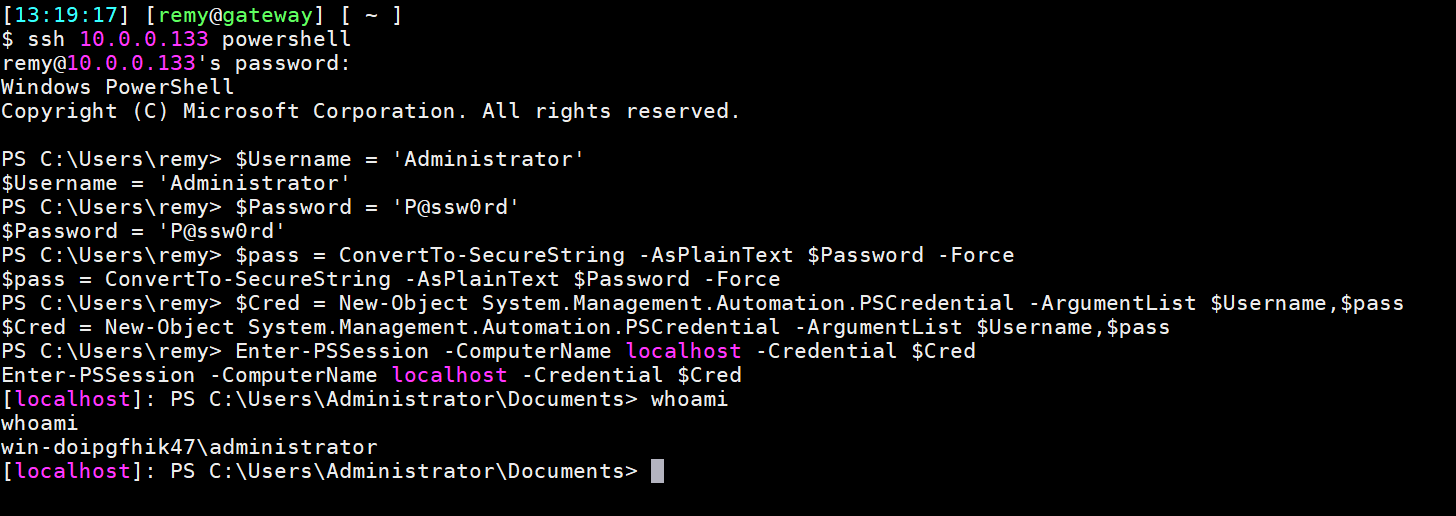 [13:19:17] [remy@gateway] [ ~ ]
$ ssh 10.0.0.133 powershell
remy@10.0.0.133's password:
Windows PowerShell
Copyright (C) Microsoft Corporation. All rights reserved.
PS C:\Users\remy> $Username = 'Administrator'
$Username = 'Administrator'
PS C:\Users\remy> $Password = 'P@ssw0rd'
$Password = 'P@ssw0rd'
PS C:\Users\remy> $pass = ConvertTo-SecureString -AsPlainText $Password -Force
$pass = ConvertTo-SecureString -AsPlainText $Password -Force
PS C:\Users\remy> $Cred = New-Object System.Management.Automation.PSCredential -ArgumentList $Username,$pass
$Cred = New-Object System.Management.Automation.PSCredential -ArgumentList $Username,$pass
PS C:\Users\remy> Enter-PSSession -ComputerName localhost -Credential $Cred
Enter-PSSession -ComputerName localhost -Credential $Cred
[localhost]: PS C:\Users\Administrator\Documents> whoami
whoami
win-doipgfhik47\administrator
[localhost]: PS C:\Users\Administrator\Documents>